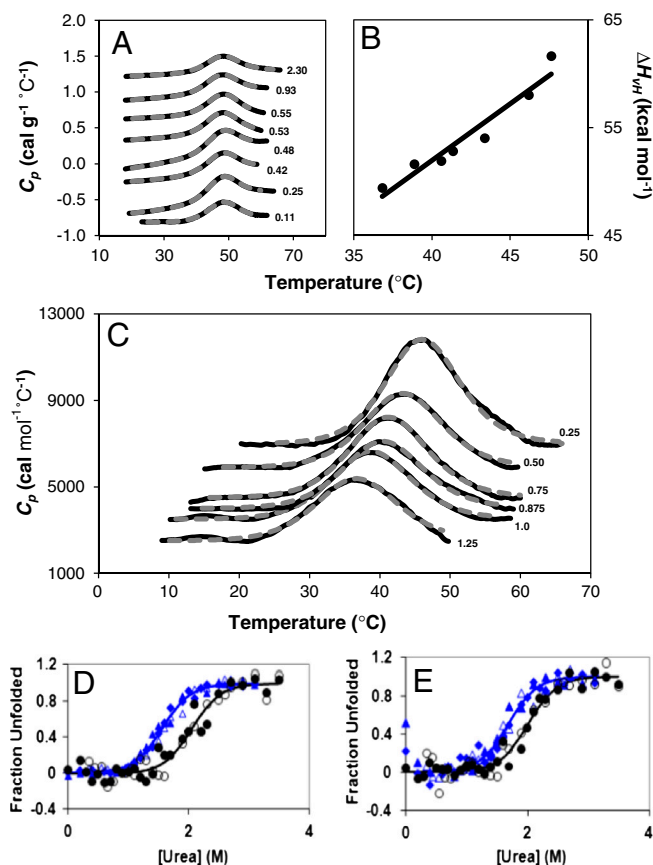 A
C_p (cal g⁻¹ °C⁻¹)
2.0
1.5
1.0
0.5
0.0
-0.5
-1.0
2.30
0.93
0.55
0.53
0.48
0.42
0.25
0.11
10 30 50 70
B
65
55
45
ΔH_vH (kcal mol⁻¹)
35 40 45 50
Temperature (°C)
C
C_p (cal mol⁻¹°C⁻¹)
13000
9000
5000
1000
0.25
0.50
0.75
0.875
1.0
1.25
0 10 20 30 40 50 60 70
Temperature (°C)
D
Fraction Unfolded
1.2
0.8
0.4
0
-0.4
0 2 4
[Urea] (M)
E
Fraction Unfolded
1.2
0.8
0.4
0
-0.4
0 2 4
[Urea] (M)